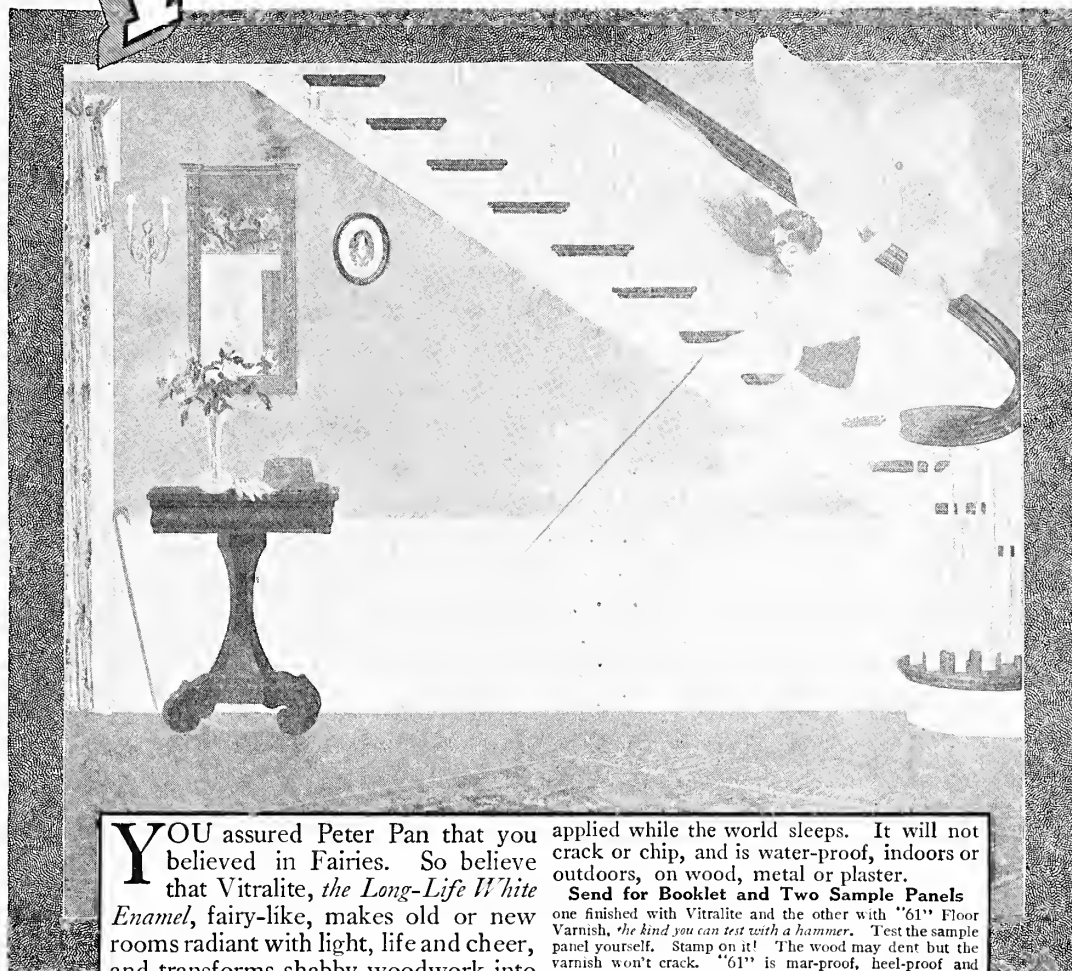 YOU assured Peter Pan that you
believed in Fairies. So believe
that Vitralite, the Long-Life White
Enamel, fairy-like, makes old or new
rooms radiant with light, life and cheer,
and transforms shabby woodwork into
applied while the world sleeps. It will not
crack or chip, and is water-proof, indoors or
outdoors, on wood, metal or plaster.
Send for Booklet and Two Sample Panels
one finished with Vitralite and the other with "61" Floor
Varnish, the kind you can test with a hammer. Test the sample
panel yourself. Stamp on it! The wood may dent but the
varnish won't crack. "61" is mar-proof, heel-proof and